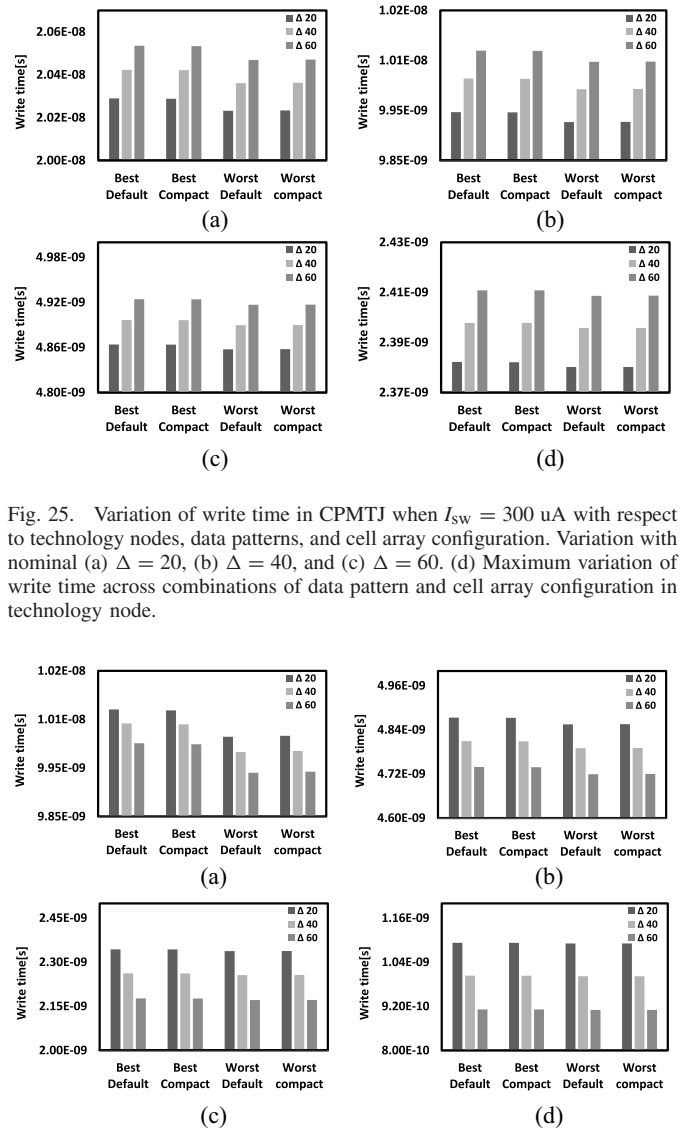 Write time[s]
2.06E-08
2.04E-08
2.02E-08
2.00E-08
Δ 20
Δ 40
Δ 60
Best Default
Best Compact
Worst Default
Worst compact
(a)
Write time[s]
1.02E-08
1.01E-08
9.95E-09
9.85E-09
Δ 20
Δ 40
Δ 60
Best Default
Best Compact
Worst Default
Worst compact
(b)
Write time[s]
4.98E-09
4.92E-09
4.86E-09
4.80E-09
Δ 20
Δ 40
Δ 60
Best Default
Best Compact
Worst Default
Worst compact
(c)
Write time[s]
2.43E-09
2.41E-09
2.39E-09
2.37E-09
Δ 20
Δ 40
Δ 60
Best Default
Best Compact
Worst Default
Worst compact
(d)
Fig. 25. Variation of write time in CPMTJ when I_sw = 300 uA with respect
to technology nodes, data patterns, and cell array configuration. Variation with
nominal (a) Δ = 20, (b) Δ = 40, and (c) Δ = 60. (d) Maximum variation of
write time across combinations of data pattern and cell array configuration in
technology node.
Write time[s]
1.02E-08
1.01E-08
9.95E-09
9.85E-09
Δ 20
Δ 40
Δ 60
Best Default
Best Compact
Worst Default
Worst compact
(a)
Write time[s]
4.96E-09
4.84E-09
4.72E-09
4.60E-09
Δ 20
Δ 40
Δ 60
Best Default
Best Compact
Worst Default
Worst compact
(b)
Write time[s]
2.45E-09
2.30E-09
2.15E-09
2.00E-09
Δ 20
Δ 40
Δ 60
Best Default
Best Compact
Worst Default
Worst compact
(c)
Write time[s]
1.16E-09
1.04E-09
9.20E-10
8.00E-10
Δ 20
Δ 40
Δ 60
Best Default
Best Compact
Worst Default
Worst compact
(d)